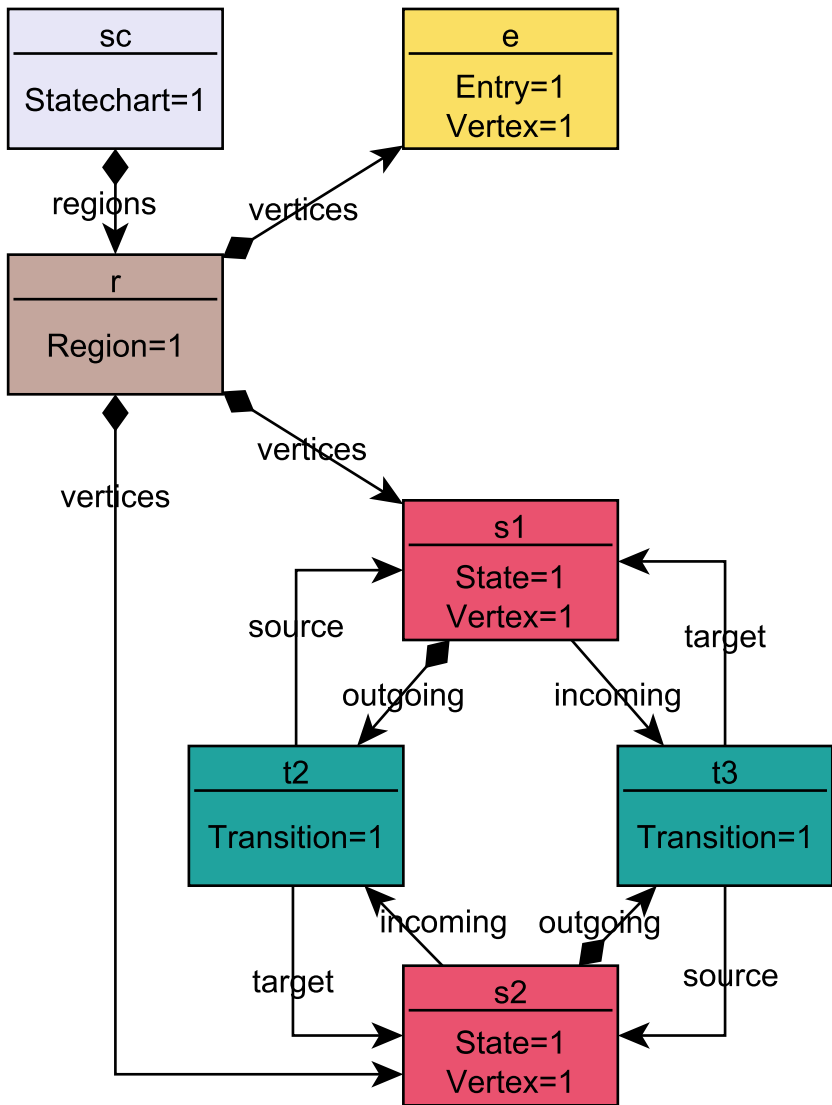 sc
Statechart=1
e
Entry=1
Vertex=1
regions
vertices
r
Region=1
vertices
vertices
s1
State=1
Vertex=1
source
target
outgoing
incoming
t2
Transition=1
t3
Transition=1
incoming
outgoing
target
source
s2
State=1
Vertex=1